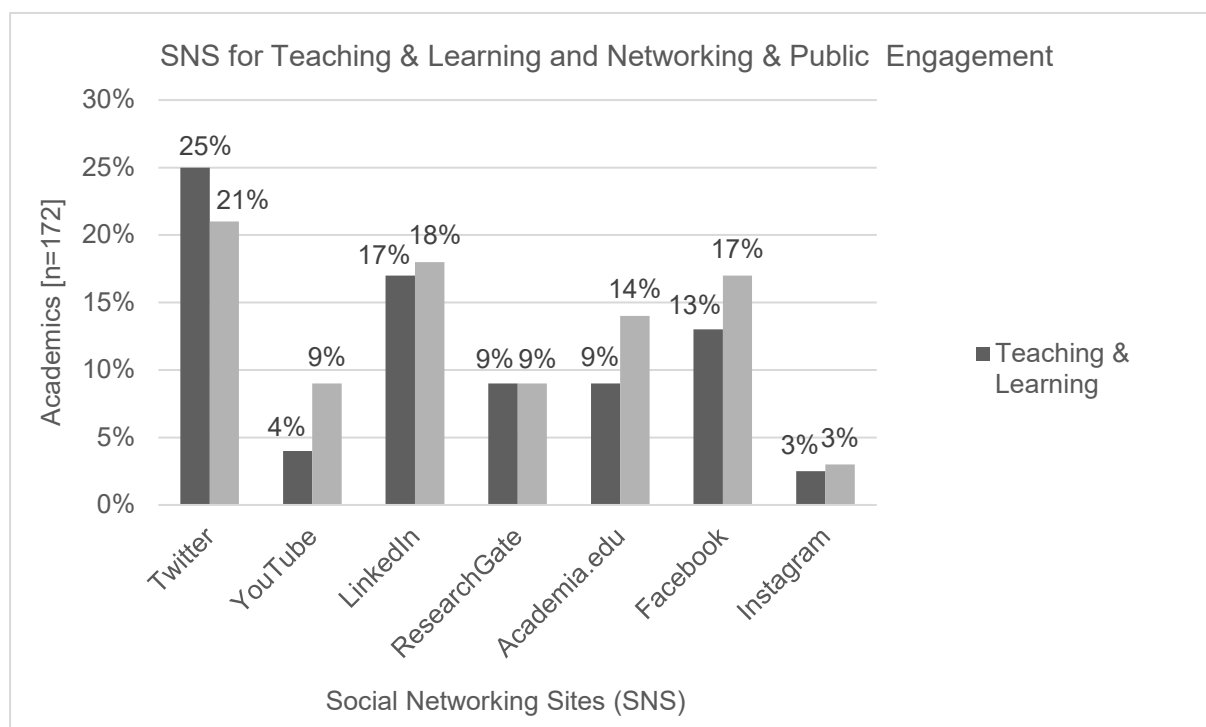 SNS for Teaching & Learning and Networking & Public Engagement
30%
25%
20%
15%
10%
5%
0%
Academics [n=172]
25%
21%
4%
9%
17%
18%
9%
9%
9%
14%
13%
17%
3%
3%
Twitter
YouTube
LinkedIn
ResearchGate
Academia.edu
Facebook
Instagram
Social Networking Sites (SNS)
Teaching &
Learning